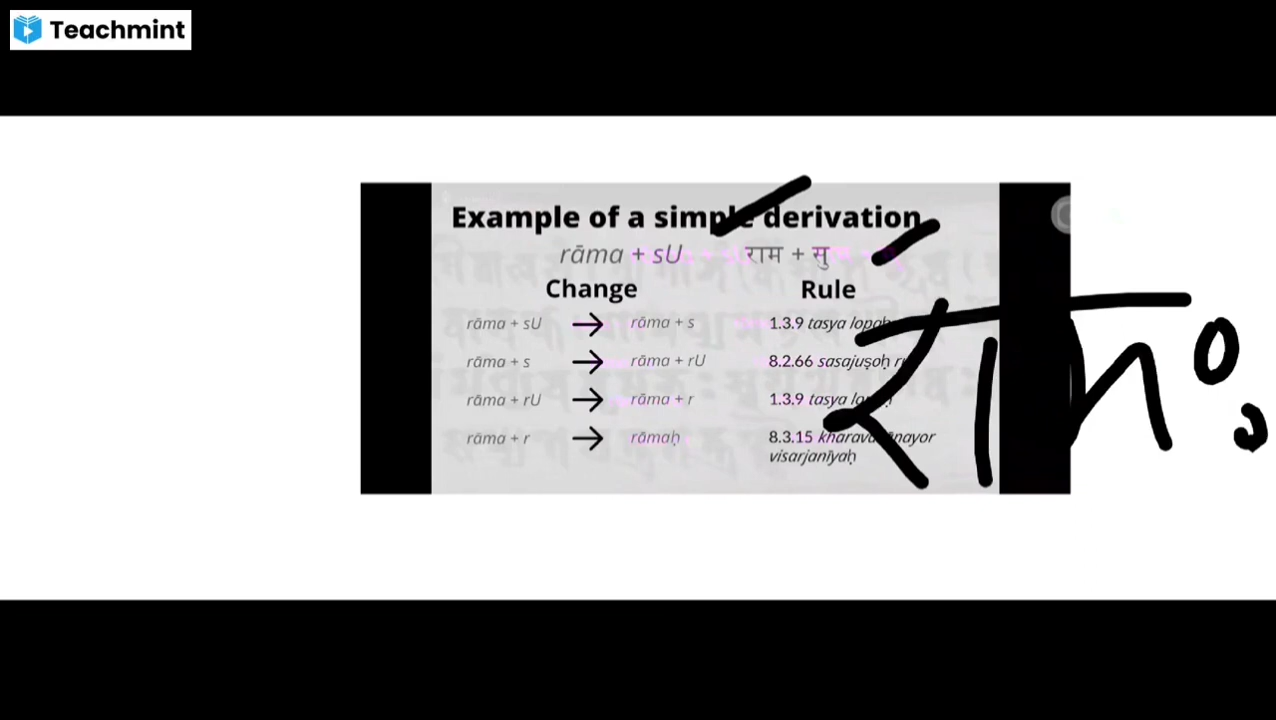 Teachmint
Example of a simple derivation
rāma + sU राम + सु
Change Rule
rāma + sU → rāma + s 1.3.9 tasya lopaḥ
rāma + s → rāma + rU 8.2.66 sasajuṣoḥ
rāma + rU → rāma + r 1.3.9 tasya lopaḥ
rāma + r → rāmaḥ 8.3.15 kharavasānayor
visarjanīyaḥ
रामः